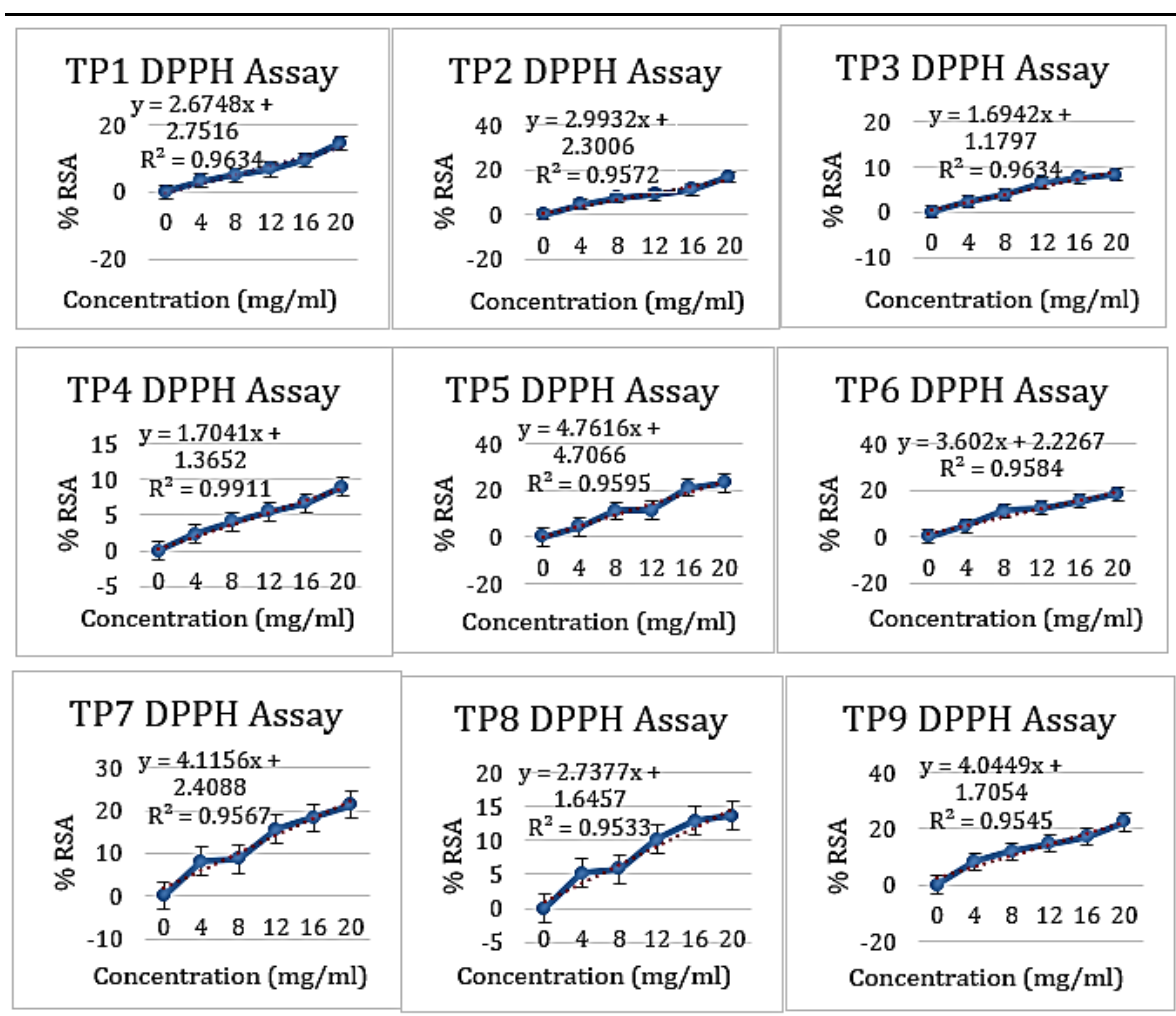 TP1 DPPH Assay
y = 2.6748x +
2.7516
R² = 0.9634
20
0
-20
% RSA
0 4 8 12 16 20
Concentration (mg/ml)
TP2 DPPH Assay
y = 2.9932x +
2.3006
R² = 0.9572
40
20
0
-20
% RSA
0 4 8 12 16 20
Concentration (mg/ml)
TP3 DPPH Assay
y = 1.6942x +
1.1797
R² = 0.9634
20
10
0
-10
% RSA
0 4 8 12 16 20
Concentration (mg/ml)
TP4 DPPH Assay
y = 1.7041x +
1.3652
R² = 0.9911
15
10
5
0
-5
% RSA
0 4 8 12 16 20
Concentration (mg/ml)
TP5 DPPH Assay
y = 4.7616x +
4.7066
R² = 0.9595
40
20
0
-20
% RSA
0 4 8 12 16 20
Concentration (mg/ml)
TP6 DPPH Assay
y = 3.602x + 2.2267
R² = 0.9584
40
20
0
-20
% RSA
0 4 8 12 16 20
Concentration (mg/ml)
TP7 DPPH Assay
y = 4.1156x +
2.4088
R² = 0.9567
30
20
10
0
-10
% RSA
0 4 8 12 16 20
Concentration (mg/ml)
TP8 DPPH Assay
y = 2.7377x +
1.6457
R² = 0.9533
20
15
10
5
0
-5
% RSA
0 4 8 12 16 20
Concentration (mg/ml)
TP9 DPPH Assay
y = 4.0449x +
1.7054
R² = 0.9545
40
20
0
-20
% RSA
0 4 8 12 16 20
Concentration (mg/ml)